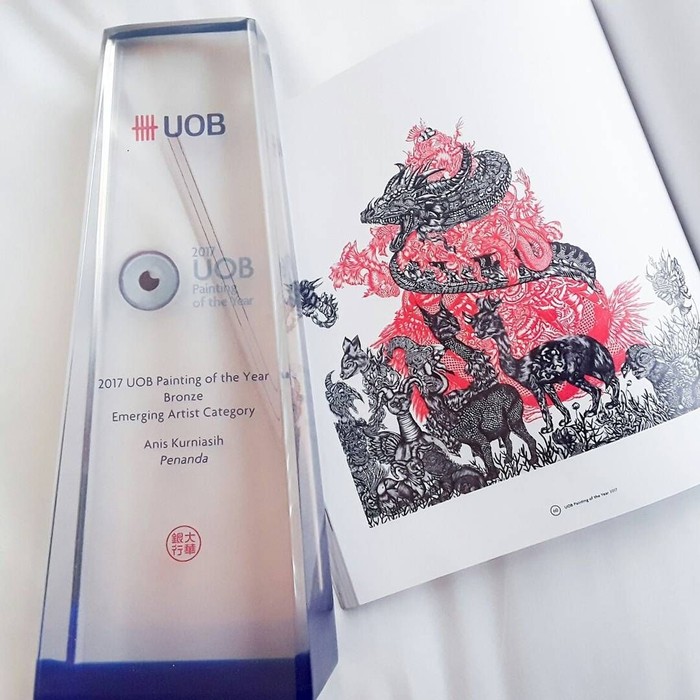 UOB
2017
UOB
Painting
of the Year
2017 UOB Painting of the Year
Bronze
Emerging Artist Category
Anis Kurniasih
Penanda
銀大
行華
60 UOB Painting of the Year 2017